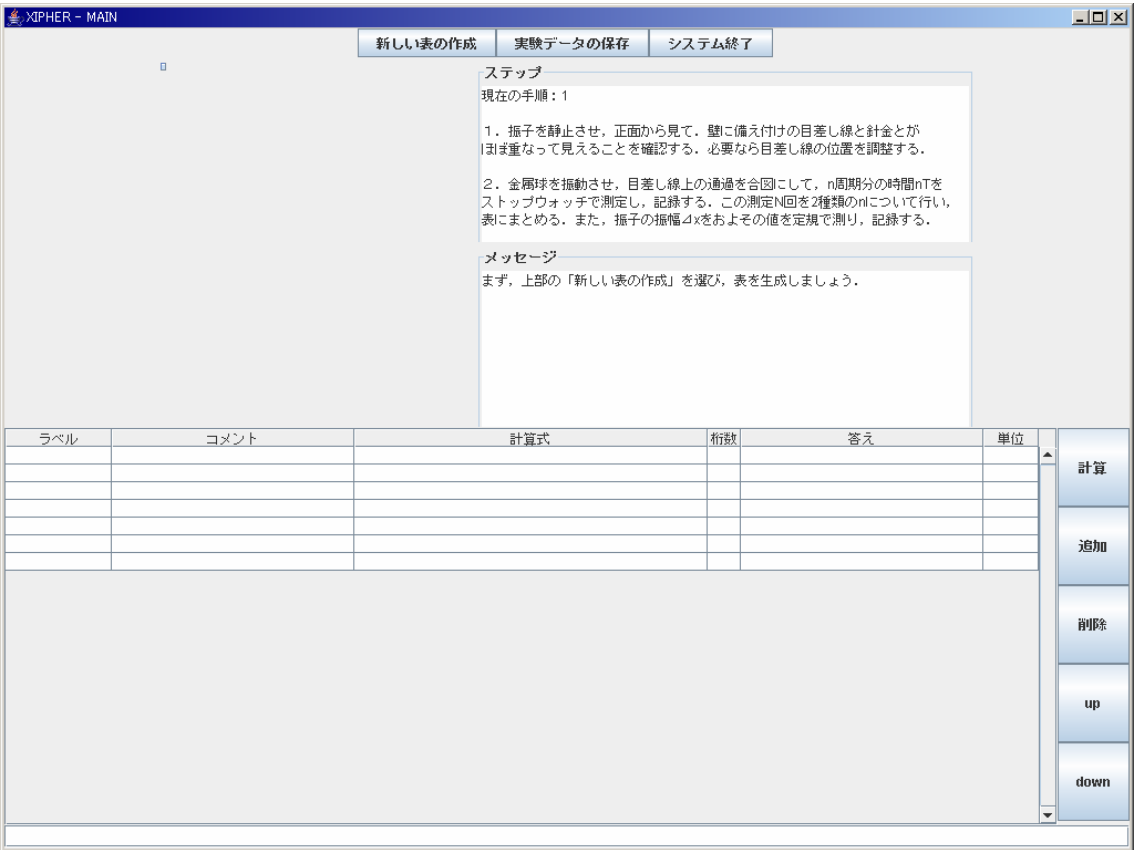 XIPHER - MAIN
新しい表の作成 実験データの保存 システム終了
ステップ
現在の手順：1
１．振子を静止させ，正面から見て．壁に備え付けの目差し線と針金とが
ほぼ重なって見えることを確認する．必要なら目差し線の位置を調整する．
２．金属球を振動させ，目差し線上の通過を合図にして，n周期分の時間nTを
ストップウォッチで測定し，記録する．この測定N回を2種類のnについて行い，
表にまとめる．また，振子の振幅⊿xをおよその値を定規で測り，記録する．
メッセージ
まず，上部の「新しい表の作成」を選び，表を生成しましょう．
ラベル コメント 計算式 桁数 答え 単位
計算
追加
削除
up
down